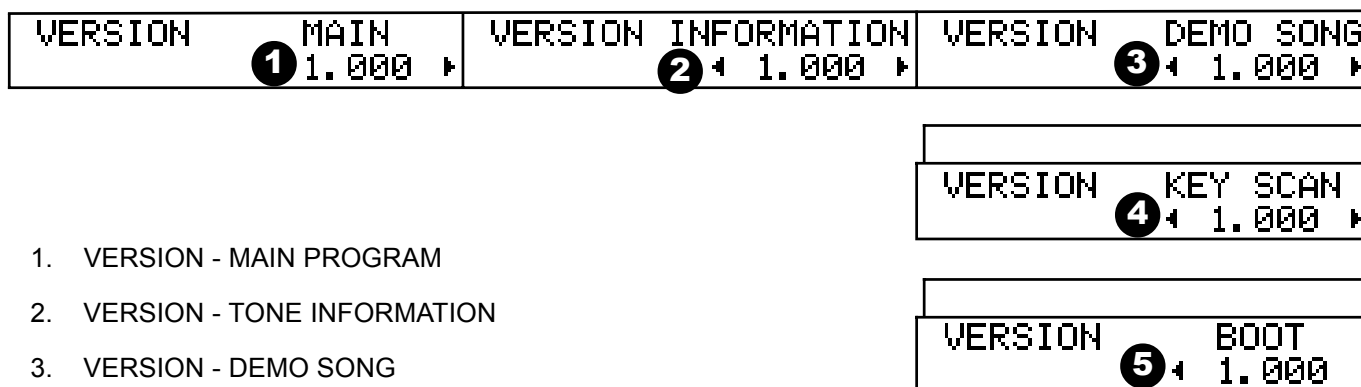 VERSION MAIN
1 1.000 ▶
VERSION INFORMATION
2 ◀ 1.000 ▶
VERSION DEMO SONG
3 ◀ 1.000 ▶
VERSION KEY SCAN
4 ◀ 1.000 ▶
VERSION BOOT
5 ◀ 1.000
1. VERSION - MAIN PROGRAM
2. VERSION - TONE INFORMATION
3. VERSION - DEMO SONG